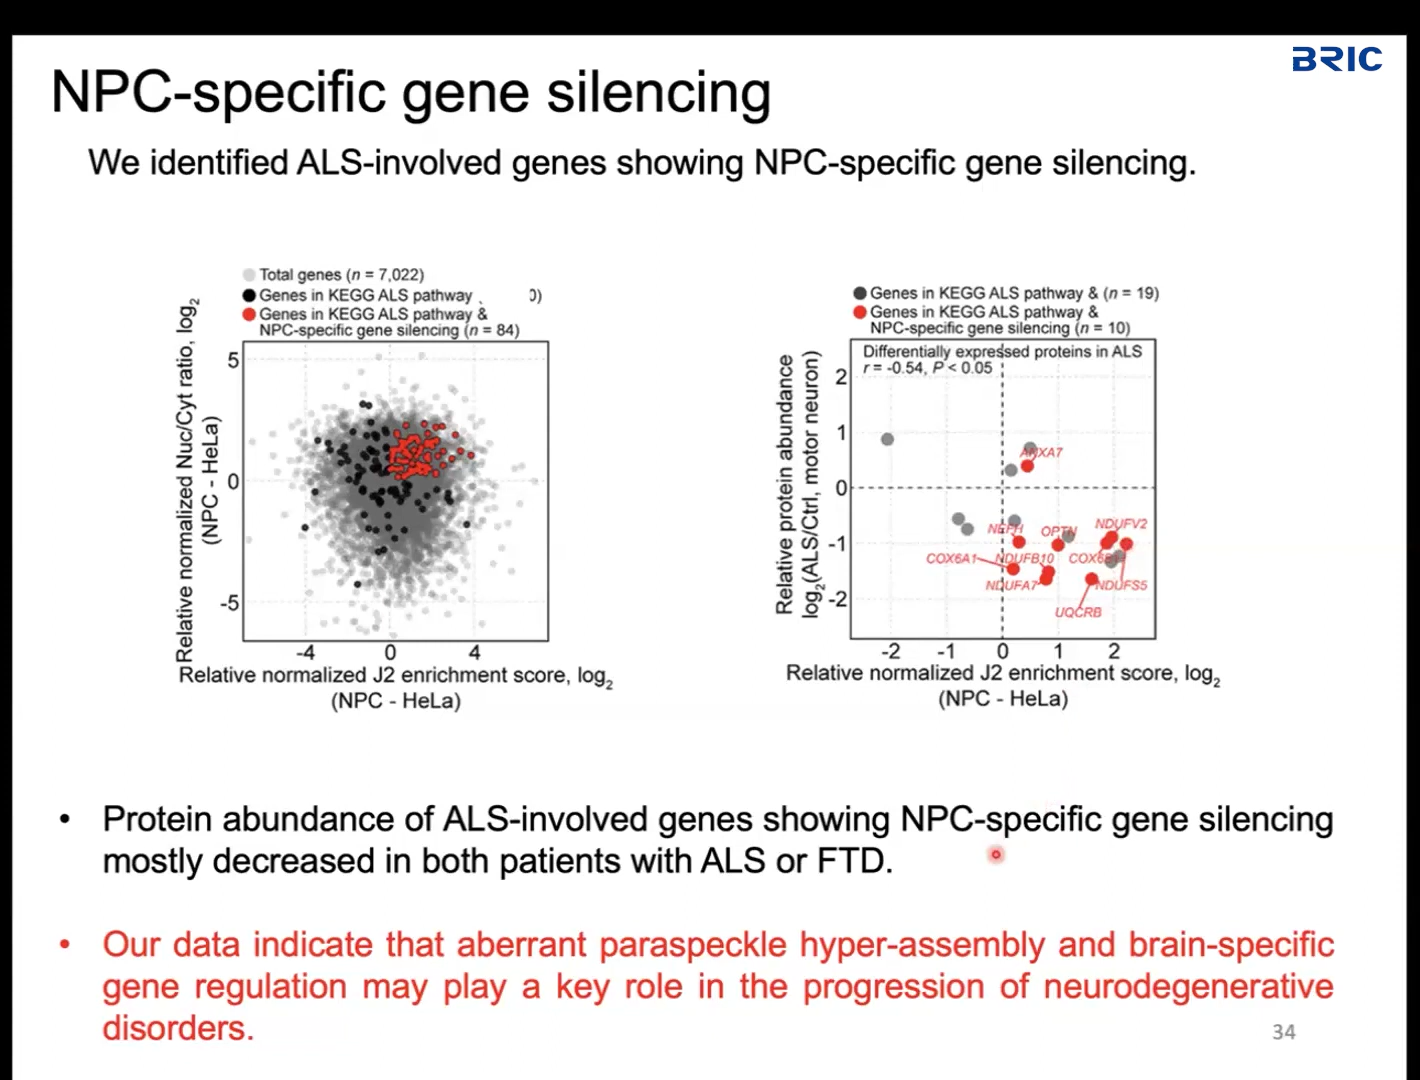 BRIC
NPC-specific gene silencing
We identified ALS-involved genes showing NPC-specific gene silencing.
Total genes (n = 7,022)
Genes in KEGG ALS pathway 0)
Genes in KEGG ALS pathway &
NPC-specific gene silencing (n = 84)
Relative normalized Nuc/Cyt ratio, log2
(NPC - HeLa)
5
0
-5
-4 0 4
Relative normalized J2 enrichment score, log2
(NPC - HeLa)
Genes in KEGG ALS pathway & (n = 19)
Genes in KEGG ALS pathway &
NPC-specific gene silencing (n = 10)
Differentially expressed proteins in ALS
r = -0.54, P < 0.05
Relative protein abundance
log2(ALS/Ctrl, motor neuron)
2
1
0
-1
-2
ANXA7
NEFH
OPTN
NDUFV2
COX6A1
NDUFB10
NDUFA7
NDUFS5
UQCRB
-2 -1 0 1 2
Relative normalized J2 enrichment score, log2
(NPC - HeLa)
• Protein abundance of ALS-involved genes showing NPC-specific gene silencing
mostly decreased in both patients with ALS or FTD.
• Our data indicate that aberrant paraspeckle hyper-assembly and brain-specific
gene regulation may play a key role in the progression of neurodegenerative
disorders.
34